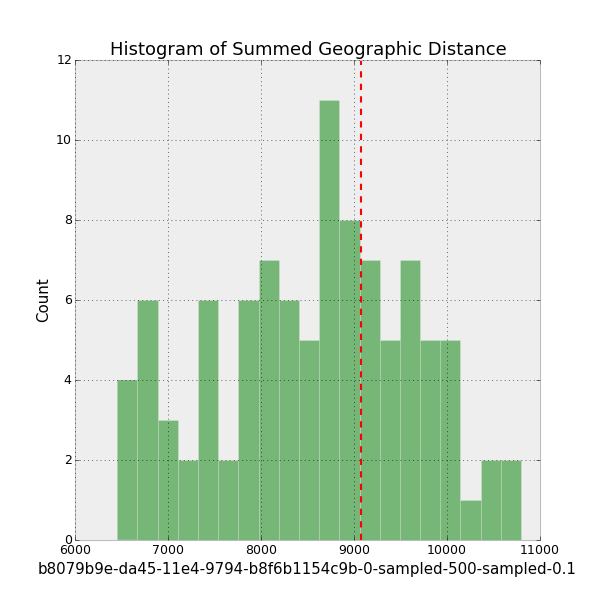 Histogram of Summed Geographic Distance
12
10
8
6
4
2
0
Count
6000 7000 8000 9000 10000 11000
b8079b9e-da45-11e4-9794-b8f6b1154c9b-0-sampled-500-sampled-0.1